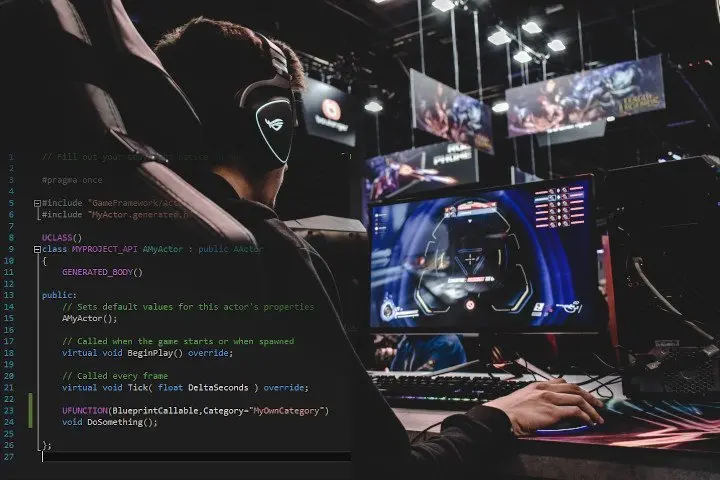 1 // Fill out your
2
3 #pragma once
4
5 #include "GameFramework/Act
6 #include "MyActor.generated.h
7
8 UCLASS()
9 class MYPROJECT_API AMyActor : public AActor
10 {
11 GENERATED_BODY()
12
13 public:
14 // Sets default values for this actor's properties
15 AMyActor();
16
17 // Called when the game starts or when spawned
18 virtual void BeginPlay() override;
19
20 // Called every frame
21 virtual void Tick( float DeltaSeconds ) override;
22
23 UFUNCTION(BlueprintCallable,Category="MyOwnCategory")
24 void DoSomething();
25
26 };
27
PHONE